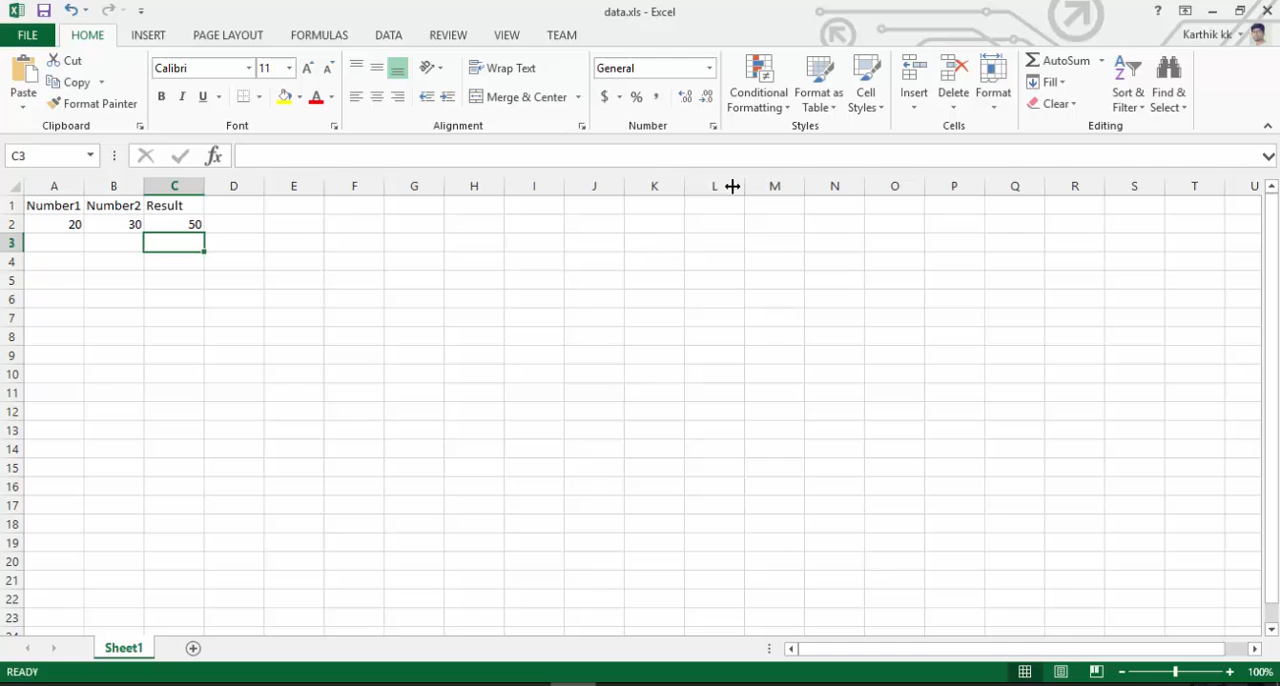 data.xls - Excel
?
Karthik kk
FILE HOME INSERT PAGE LAYOUT FORMULAS DATA REVIEW VIEW TEAM
Paste
Cut
Copy
Format Painter
Clipboard
Calibri 11
B I U
Font
Wrap Text
Merge & Center
Alignment
General
$ % ,
Number
Conditional Formatting
Format as Table
Cell Styles
Styles
Insert
Delete
Format
Cells
AutoSum
Fill
Clear
Sort & Filter
Find & Select
Editing
C3
fx
A B C D E F G H I J K L M N O P Q R S T U
1 Number1 Number2 Result
2 20 30 50
3
4
5
6
7
8
9
10
11
12
13
14
15
16
17
18
19
20
21
22
23
24
Sheet1
READY
100%